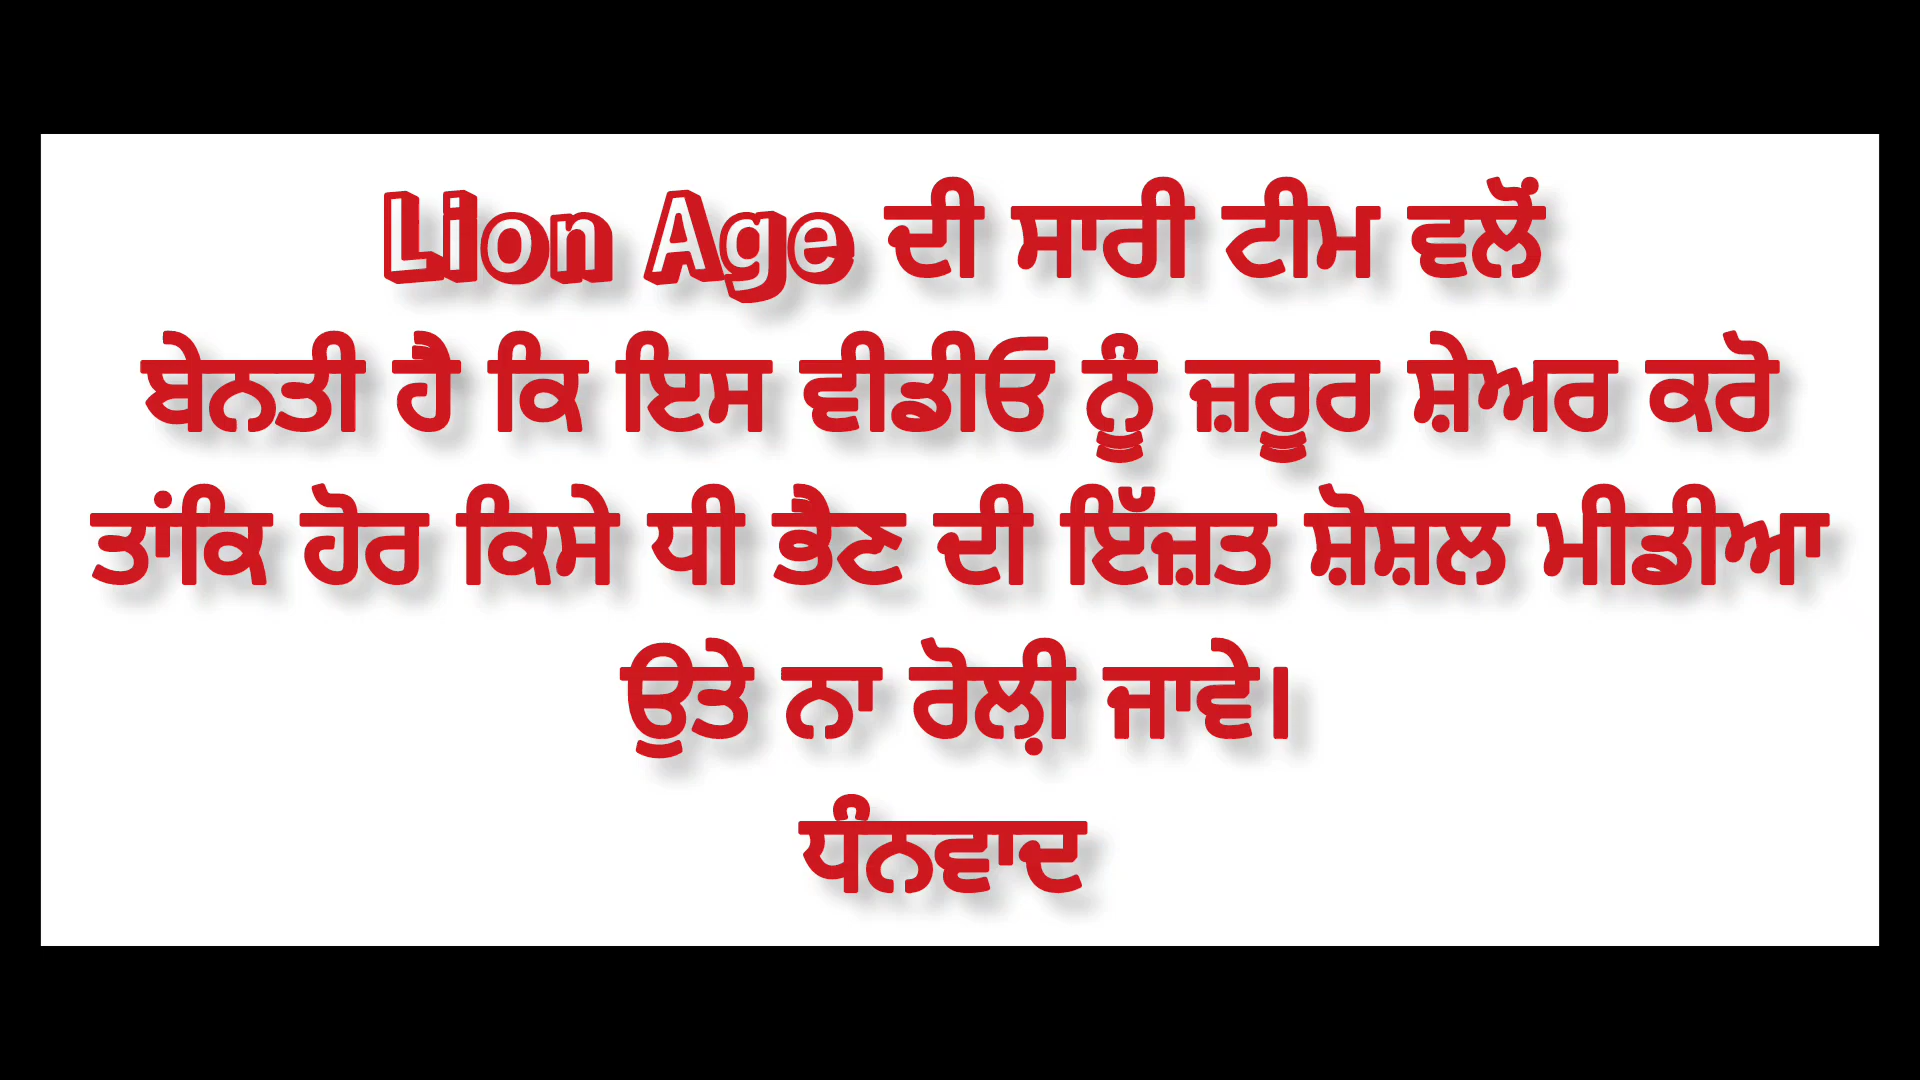 Lion Age ਦੀ ਸਾਰੀ ਟੀਮ ਵਲੋਂ
ਬੇਨਤੀ ਹੈ ਕਿ ਇਸ ਵੀਡੀਓ ਨੂੰ ਜ਼ਰੂਰ ਸ਼ੇਅਰ ਕਰੋ
ਤਾਂਕਿ ਹੋਰ ਕਿਸੇ ਧੀ ਭੈਣ ਦੀ ਇੱਜ਼ਤ ਸ਼ੋਸ਼ਲ ਮੀਡੀਆ
ਉਤੇ ਨਾ ਰੋਲ਼ੀ ਜਾਵੇ।
ਧੰਨਵਾਦ